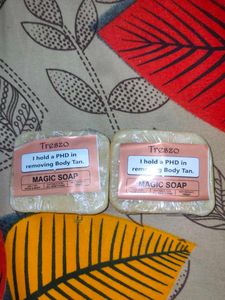 Treszo
I hold a PHD in
removing Body Tan.
MAGIC SOAP
Treszo
I hold a PHD in
removing Body Tan.
MAGIC SOAP